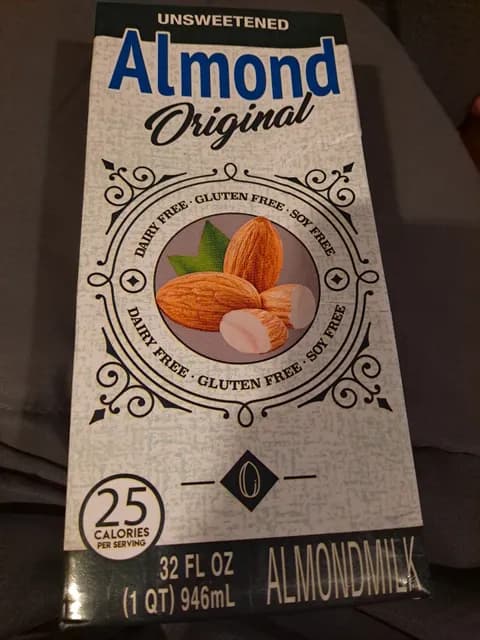 UNSWEETENED
Almond
Original
DAIRY FREE · GLUTEN FREE · SOY FREE
DAIRY FREE · GLUTEN FREE · SOY FREE
25
CALORIES
PER SERVING
32 FL OZ
(1 QT) 946mL
ALMONDMILK